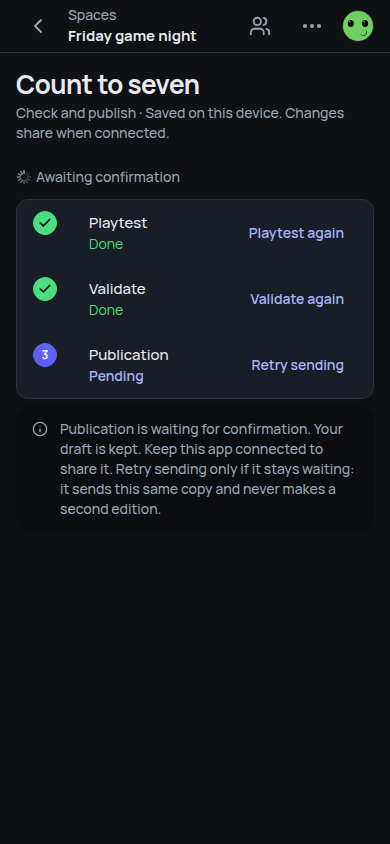 Spaces
Friday game night
Count to seven
Check and publish · Saved on this device. Changes
share when connected.
Awaiting confirmation
Playtest
Done
Playtest again
Validate
Done
Validate again
3
Publication
Pending
Retry sending
Publication is waiting for confirmation. Your
draft is kept. Keep this app connected to
share it. Retry sending only if it stays waiting:
it sends this same copy and never makes a
second edition.